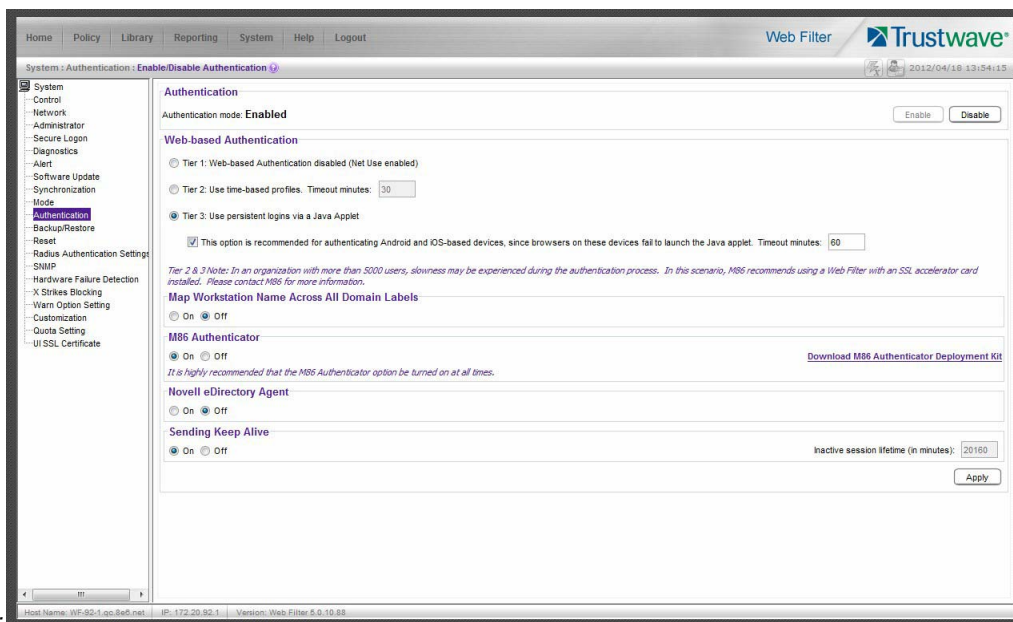 Home Policy Library Reporting System Help Logout
Web Filter
Trustwave®
System : Authentication : Enable/Disable Authentication
2012/04/18 13:54:15
System
Control
Network
Administrator
Secure Logon
Diagnostics
Alert
Software Update
Synchronization
Mode
Authentication
Backup/Restore
Reset
Radius Authentication Settings
SNMP
Hardware Failure Detection
X Strikes Blocking
Warn Option Setting
Customization
Quota Setting
UI SSL Certificate
Authentication
Authentication mode: Enabled
Enable Disable
Web-based Authentication
Tier 1: Web-based Authentication disabled (Net Use enabled)
Tier 2: Use time-based profiles. Timeout minutes: 30
Tier 3: Use persistent logins via a Java Applet
This option is recommended for authenticating Android and iOS-based devices, since browsers on these devices fail to launch the Java applet. Timeout minutes: 60
Tier 2 & 3 Note: In an organization with more than 5000 users, slowness may be experienced during the authentication process. In this scenario, M86 recommends using a Web Filter with an SSL accelerator card
installed. Please contact M86 for more information.
Map Workstation Name Across All Domain Labels
On Off
M86 Authenticator
On Off
Download M86 Authenticator Deployment Kit
It is highly recommended that the M86 Authenticator option be turned on at all times.
Novell eDirectory Agent
On Off
Sending Keep Alive
On Off
Inactive session lifetime (in minutes): 20160
Apply
Host Name: WF-92-1.qc.8e6.net IP: 172.20.92.1 Version: Web Filter 5.0.10.88